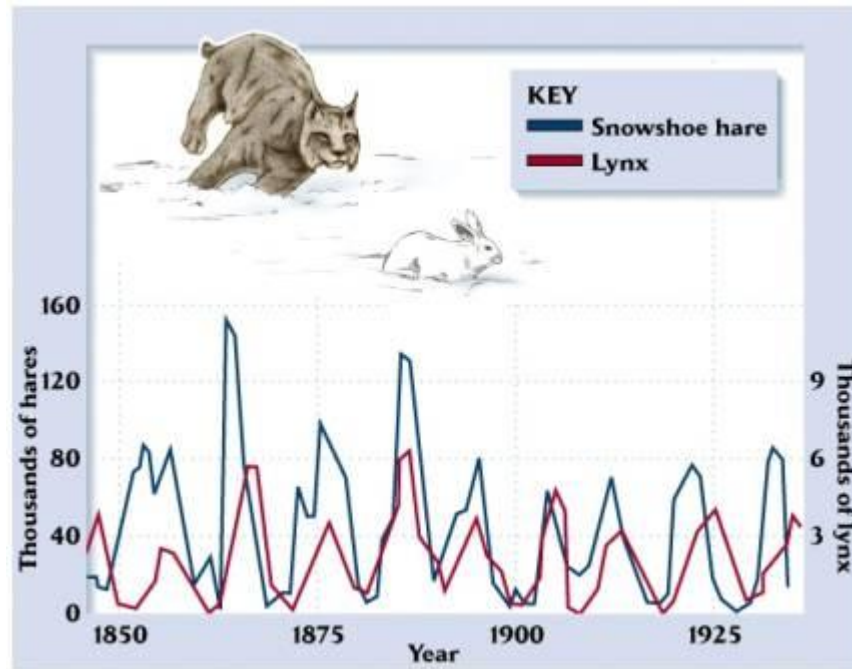 KEY
Snowshoe hare
Lynx
160
120
80
40
0
Thousands of hares
9
6
3
Thousands of lynx
1850
1875
1900
1925
Year